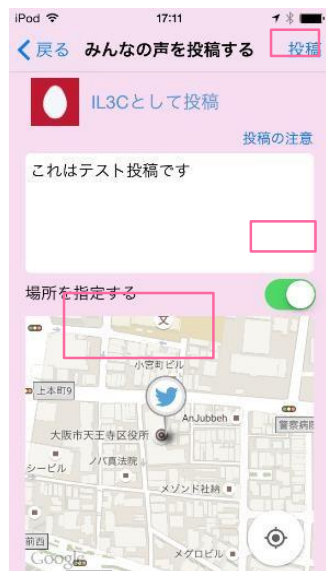 iPod 17:11
戻る みんなの声を投稿する 投稿
IL3Cとして投稿
投稿の注意
これはテスト投稿です
場所を指定する
文
小宮町ビル
上本町9
AnJubbeh
警察病院
大阪市天王寺区役所
ノバ真法院
シービル
メゾンド社納
前西
メグロビル
Google